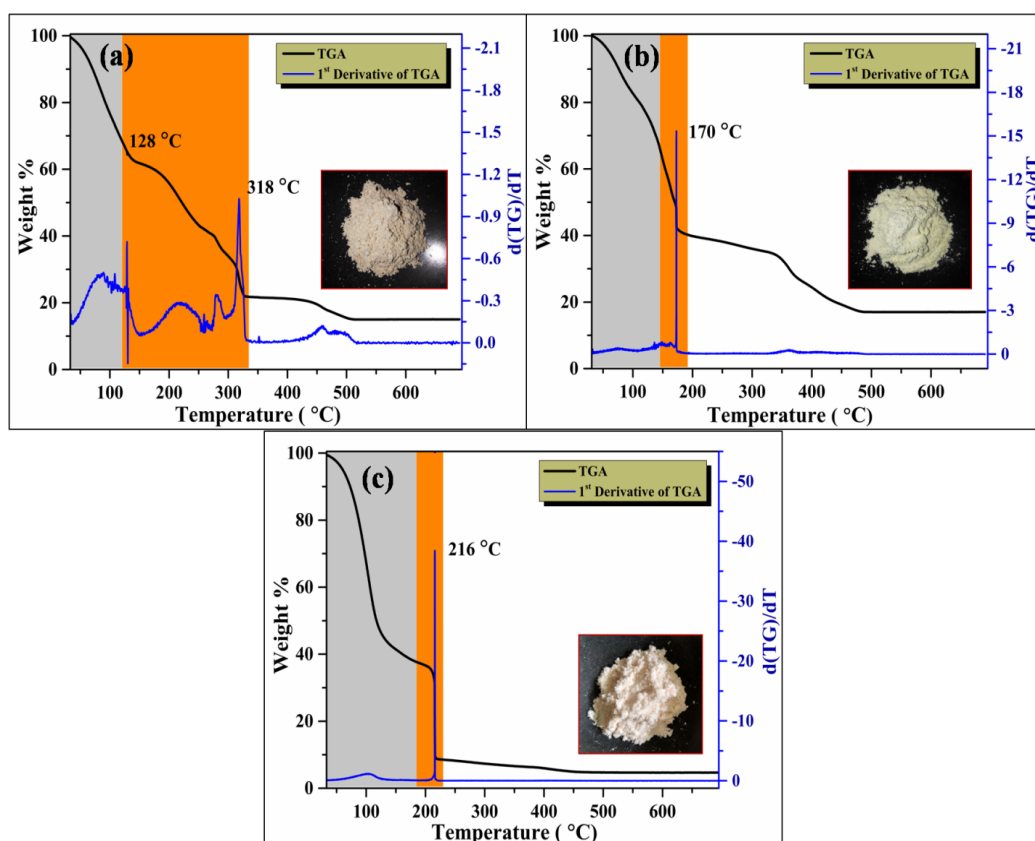 (a)
TGA
1st Derivative of TGA
128 °C
318 °C
Weight %
100
80
60
40
20
0
d(TG)/dT
-2.1
-1.8
-1.5
-1.2
-0.9
-0.6
-0.3
0.0
100 200 300 400 500 600
Temperature ( °C)
(b)
TGA
1st Derivative of TGA
170 °C
Weight %
100
80
60
40
20
0
d(TG)/dT
-21
-18
-15
-12
-9
-6
-3
0
100 200 300 400 500 600
Temperature ( °C)
(c)
TGA
1st Derivative of TGA
216 °C
Weight %
100
80
60
40
20
0
d(TG)/dT
-50
-40
-30
-20
-10
0
100 200 300 400 500 600
Temperature ( °C)